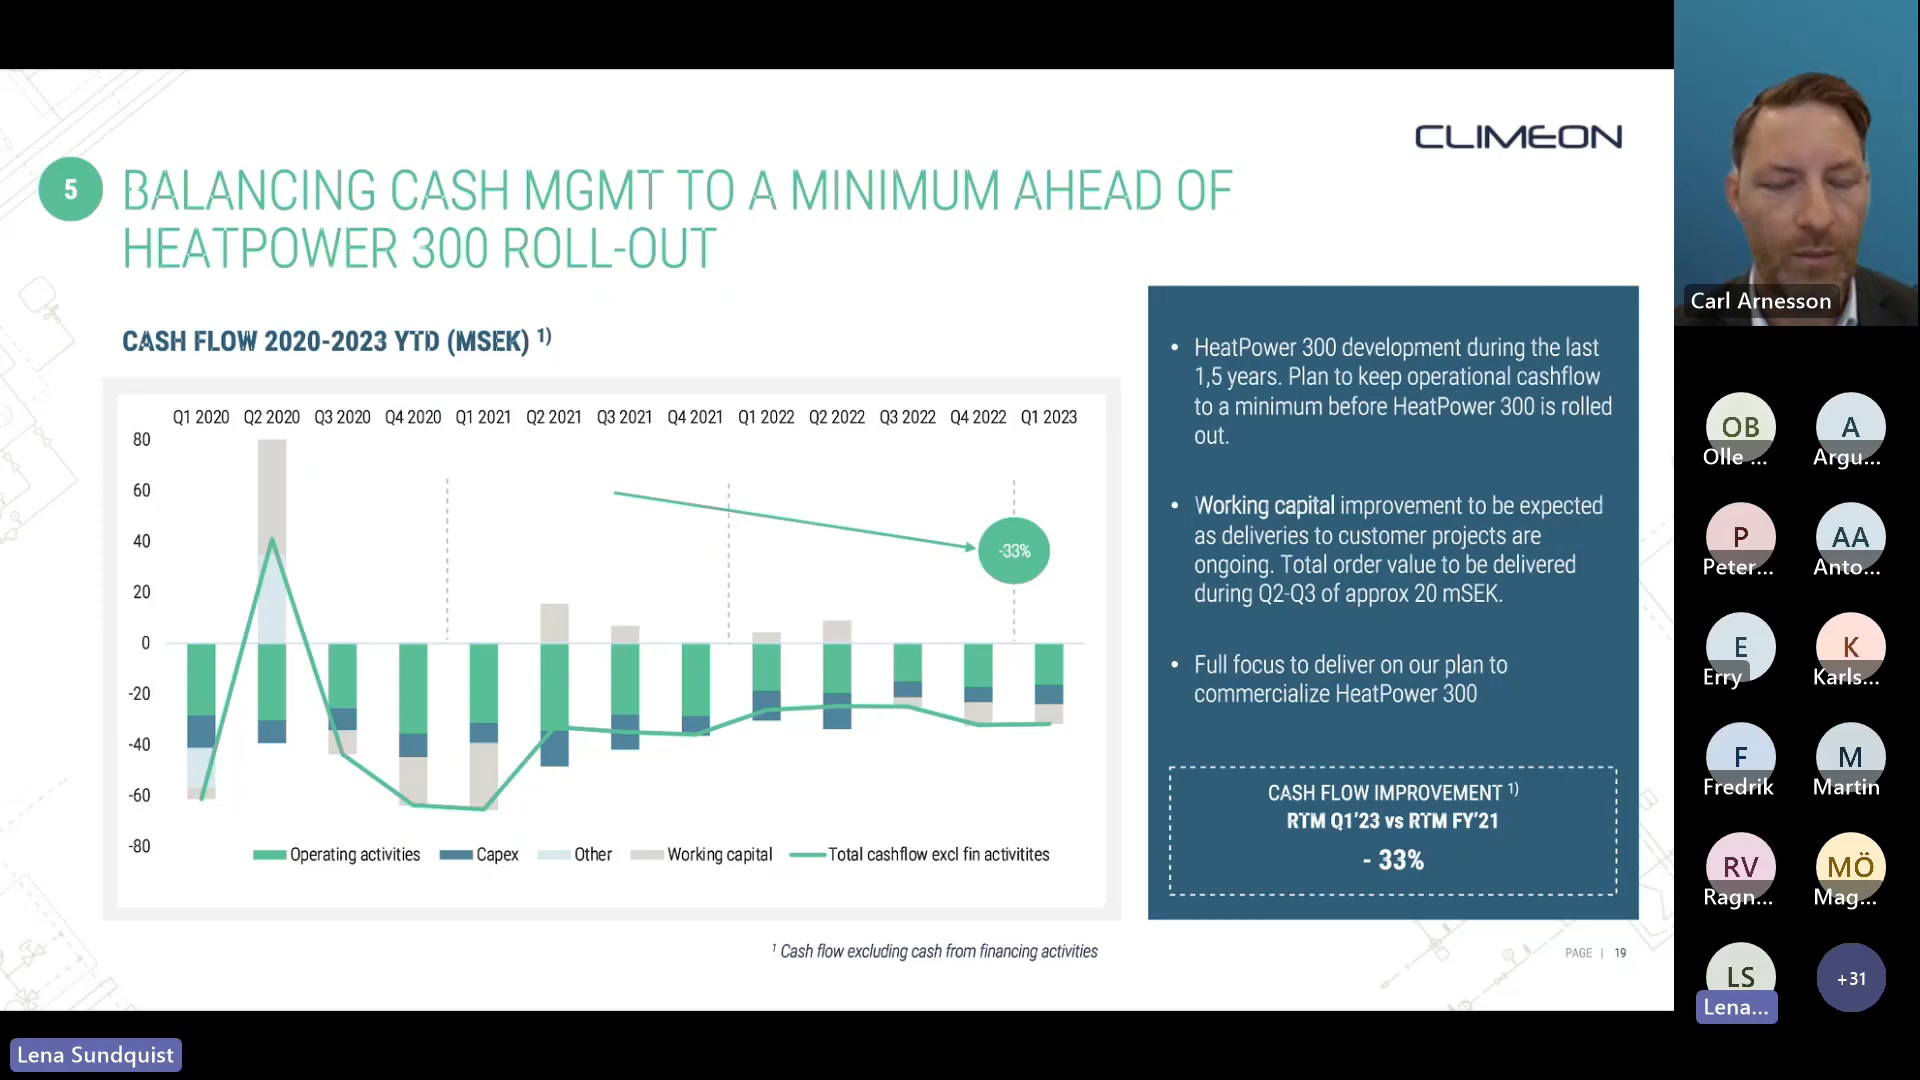 CLIMEON
5
BALANCING CASH MGMT TO A MINIMUM AHEAD OF
HEATPOWER 300 ROLL-OUT
CASH FLOW 2020-2023 YTD (MSEK) 1)
Q1 2020 Q2 2020 Q3 2020 Q4 2020 Q1 2021 Q2 2021 Q3 2021 Q4 2021 Q1 2022 Q2 2022 Q3 2022 Q4 2022 Q1 2023
80
60
40
20
0
-20
-40
-60
-80
-33%
Operating activities Capex Other Working capital Total cashflow excl fin activitites
1 Cash flow excluding cash from financing activities
• HeatPower 300 development during the last
1,5 years. Plan to keep operational cashflow
to a minimum before HeatPower 300 is rolled
out.
• Working capital improvement to be expected
as deliveries to customer projects are
ongoing. Total order value to be delivered
during Q2-Q3 of approx 20 mSEK.
• Full focus to deliver on our plan to
commercialize HeatPower 300
CASH FLOW IMPROVEMENT 1)
RTM Q1'23 vs RTM FY'21
- 33%
PAGE | 19
Carl Arnesson
OB
Olle ...
A
Argu...
P
Peter...
AA
Anto...
E
Erry
K
Karls...
F
Fredrik
M
Martin
RV
Ragn...
MÖ
Mag...
LS
Lena...
+31
Lena Sundquist